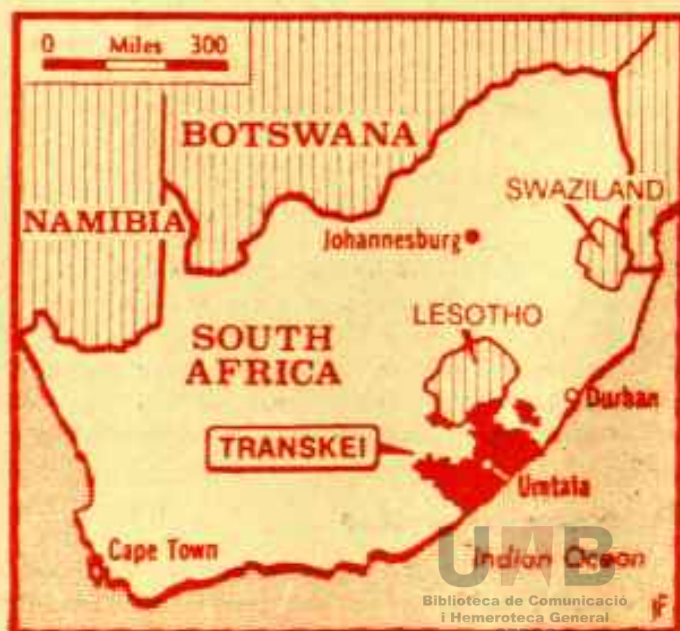 0 Miles 300
BOTSWANA
SWAZILAND
NAMIBIA
Johannesburg
LESOTHO
SOUTH
AFRICA
Durban
TRANSKEI
Umtala
Cape Town
Indian Ocean
UAB
Biblioteca de Comunicació
i Hemeroteca General